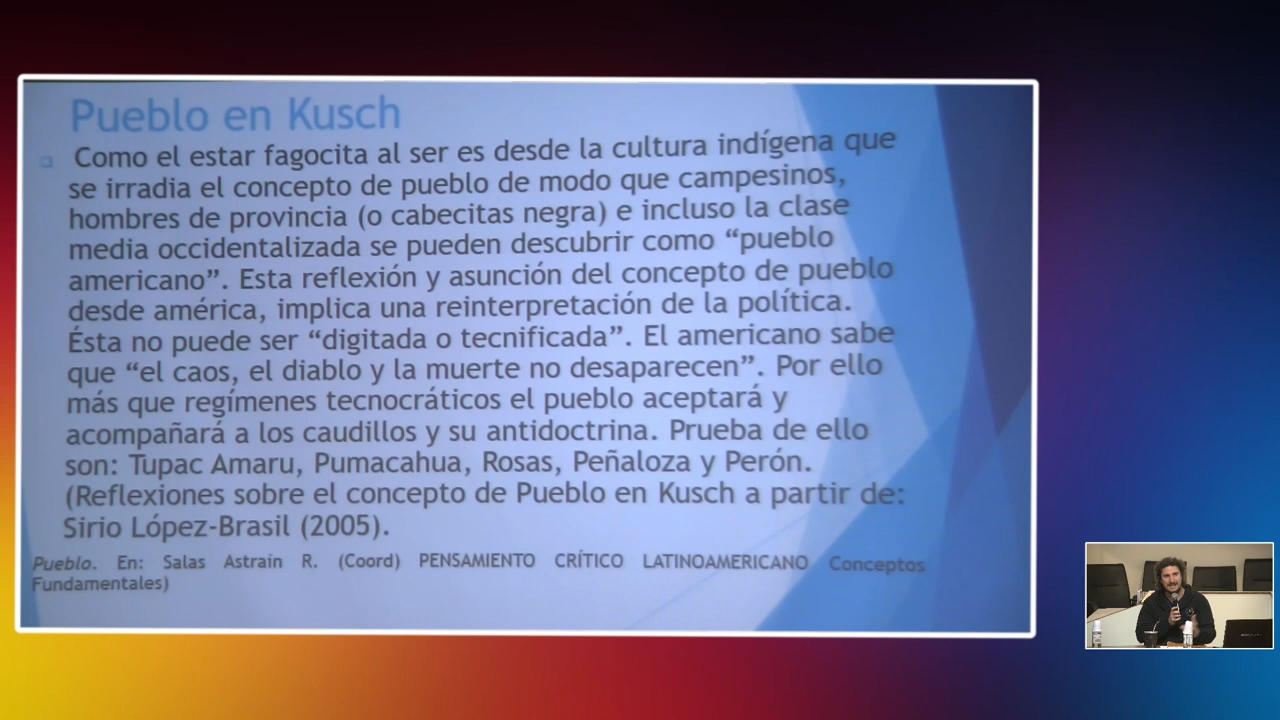 Pueblo en Kusch
Como el estar fagocita al ser es desde la cultura indígena que
se irradia el concepto de pueblo de modo que campesinos,
hombres de provincia (o cabecitas negra) e incluso la clase
media occidentalizada se pueden descubrir como “pueblo
americano”. Esta reflexión y asunción del concepto de pueblo
desde américa, implica una reinterpretación de la política.
Ésta no puede ser “digitada o tecnificada”. El americano sabe
que “el caos, el diablo y la muerte no desaparecen”. Por ello
más que regímenes tecnocráticos el pueblo aceptará y
acompañará a los caudillos y su antidoctrina. Prueba de ello
son: Tupac Amaru, Pumacahua, Rosas, Peñaloza y Perón.
(Reflexiones sobre el concepto de Pueblo en Kusch a partir de:
Sirio López-Brasil (2005).
Pueblo. En: Salas Astrain R. (Coord) PENSAMIENTO CRÍTICO LATINOAMERICANO Conceptos
Fundamentales)